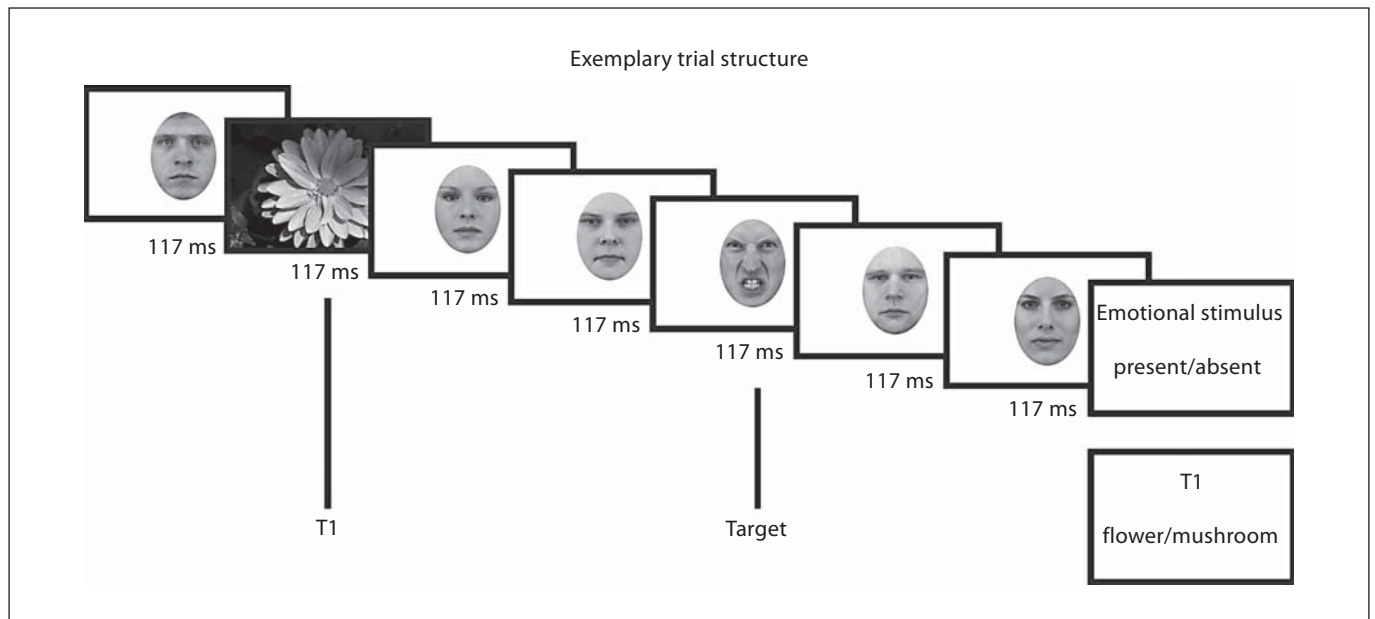 Exemplary trial structure
117 ms
117 ms
117 ms
117 ms
117 ms
117 ms
117 ms
Emotional stimulus
present/absent
T1
flower/mushroom
T1
Target